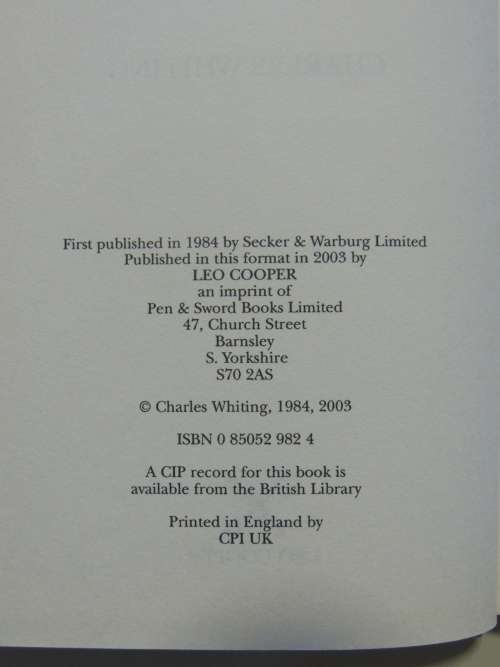 First published in 1984 by Secker & Warburg Limited
Published in this format in 2003 by
LEO COOPER
an imprint of
Pen & Sword Books Limited
47, Church Street
Barnsley
S. Yorkshire
S70 2AS
© Charles Whiting, 1984, 2003
ISBN 0 85052 982 4
A CIP record for this book is
available from the British Library
Printed in England by
CPI UK